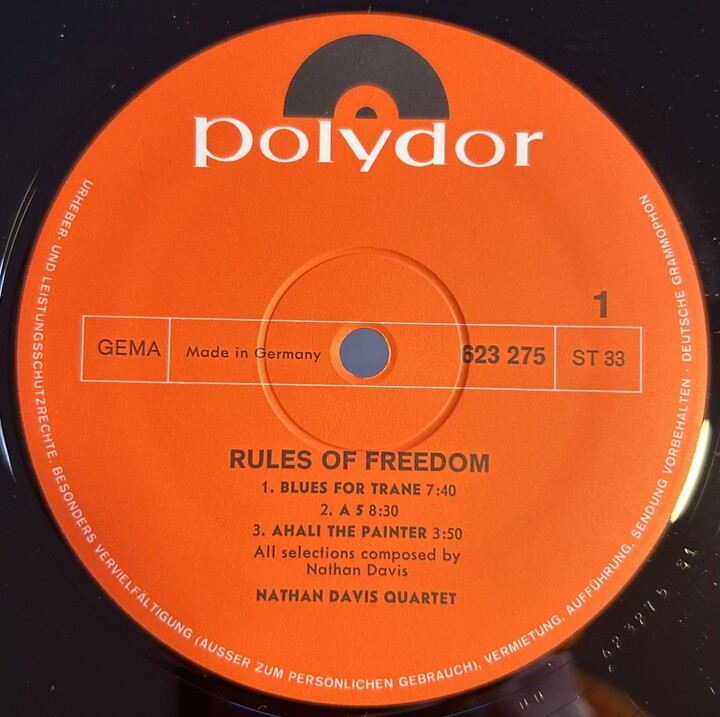 polydor
1
GEMA
Made in Germany
623 275
ST 33
RULES OF FREEDOM
1. BLUES FOR TRANE 7:40
2. A 5 8:30
3. AHALI THE PAINTER 3:50
All selections composed by
Nathan Davis
NATHAN DAVIS QUARTET
URHEBER- UND LEISTUNGSSCHUTZRECHTE, BESONDERS VERVIELFÄLTIGUNG (AUSSER ZUM PERSÖNLICHEN GEBRAUCH), VERMIETUNG, AUFFÜHRUNG, SENDUNG VORBEHALTEN · DEUTSCHE GRAMMOPHON
623275